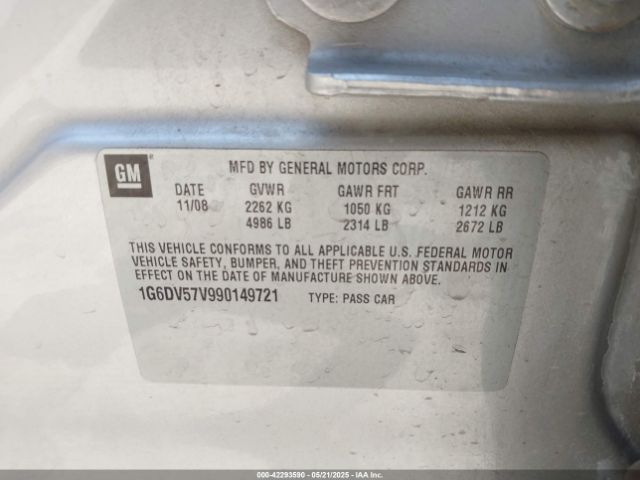 GM
MFD BY GENERAL MOTORS CORP.
DATE GVWR GAWR FRT GAWR RR
11/08 2262 KG 1050 KG 1212 KG
4986 LB 2314 LB 2672 LB
THIS VEHICLE CONFORMS TO ALL APPLICABLE U.S. FEDERAL MOTOR
VEHICLE SAFETY, BUMPER, AND THEFT PREVENTION STANDARDS IN
EFFECT ON THE DATE OF MANUFACTURE SHOWN ABOVE.
1G6DV57V990149721 TYPE: PASS CAR
000-42293590 - 05/21/2025 - IAAI, Inc.